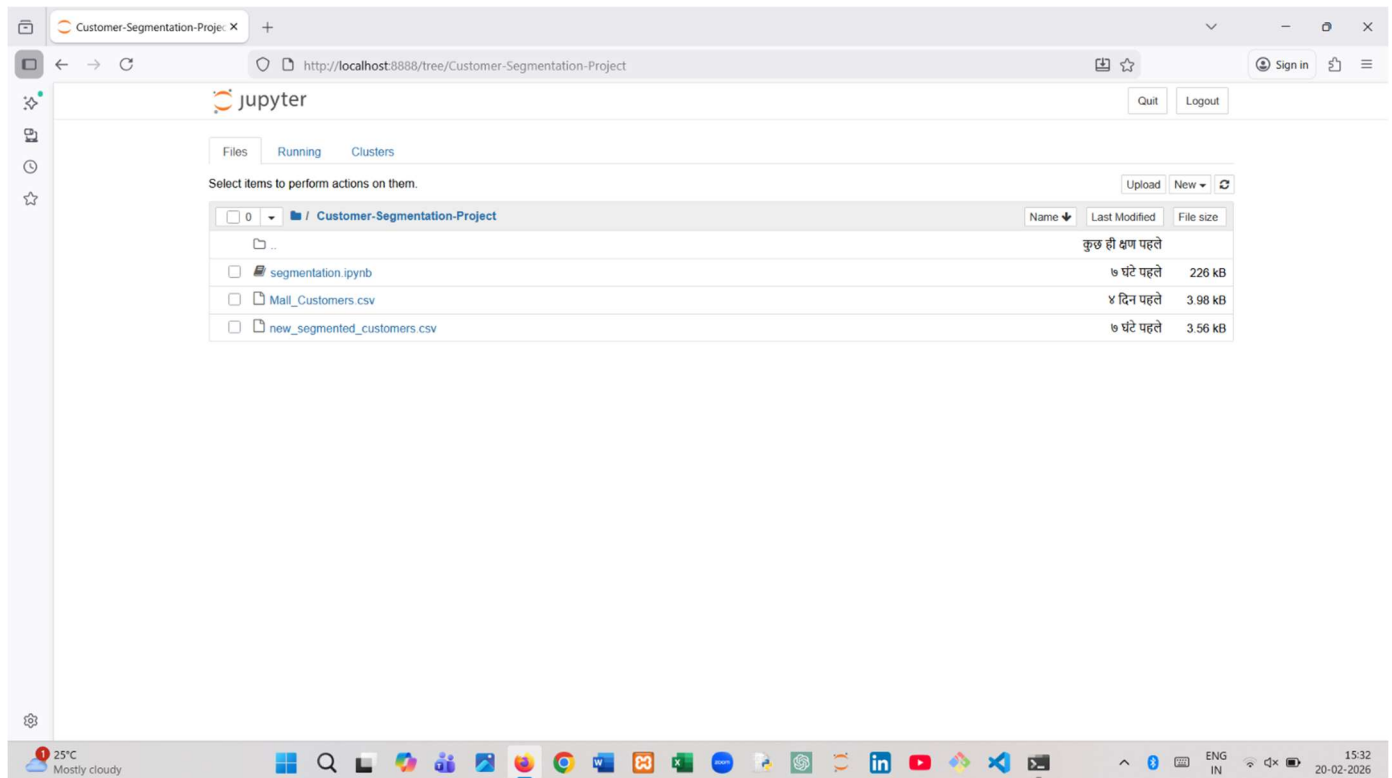 Customer-Segmentation-Projec
http://localhost:8888/tree/Customer-Segmentation-Project
Sign in
jupyter
Quit Logout
Files Running Clusters
Select items to perform actions on them.
Upload New
0 / Customer-Segmentation-Project Name Last Modified File size
.. कुछ ही क्षण पहले
segmentation.ipynb ७ घंटे पहले 226 kB
Mall_Customers.csv ४ दिन पहले 3.98 kB
new_segmented_customers.csv ७ घंटे पहले 3.56 kB
1 25°C
Mostly cloudy
zoom
ENG
IN
15:32
20-02-2026